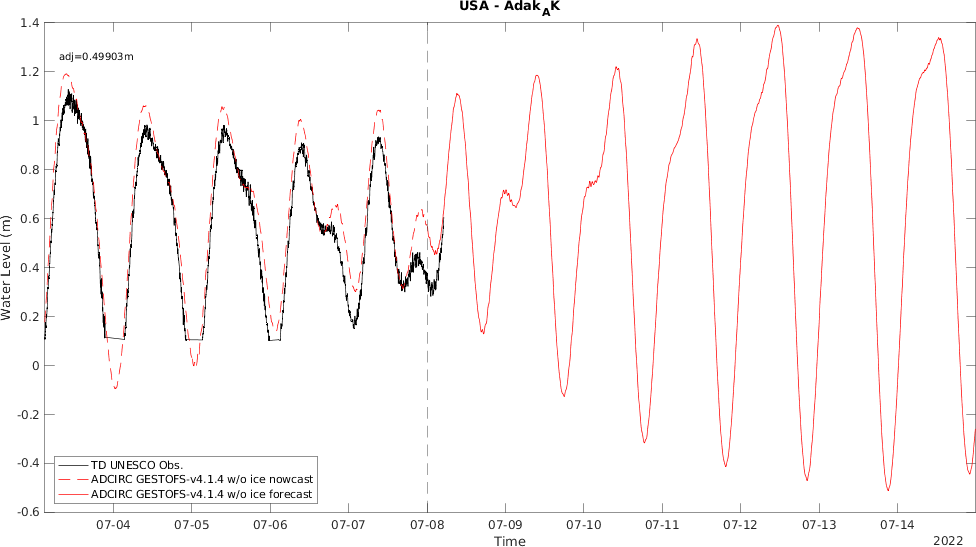 USA - Adak_AK
adj=0.49903m
1.4
1.2
1
0.8
0.6
0.4
0.2
0
-0.2
-0.4
-0.6
Water Level (m)
TD UNESCO Obs.
ADCIRC GESTOFS-v4.1.4 w/o ice nowcast
ADCIRC GESTOFS-v4.1.4 w/o ice forecast
07-04 07-05 07-06 07-07 07-08 07-09 07-10 07-11 07-12 07-13 07-14
Time
2022